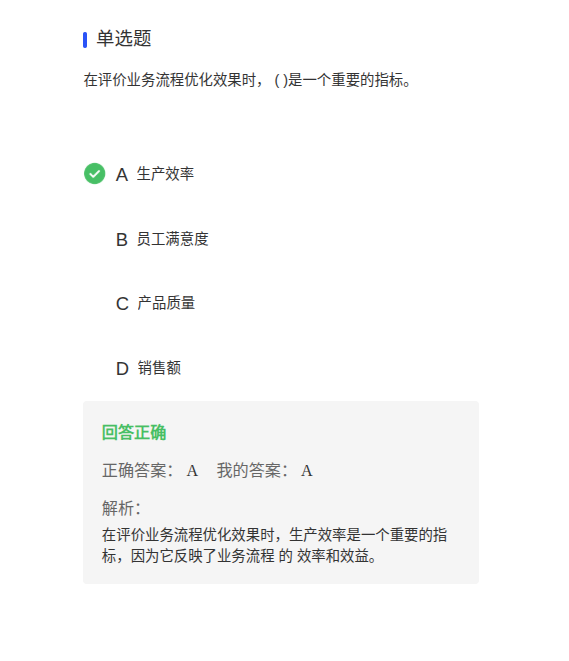 单选题
在评价业务流程优化效果时， ( )是一个重要的指标。
A 生产效率
B 员工满意度
C 产品质量
D 销售额
回答正确
正确答案： A 我的答案： A
解析：
在评价业务流程优化效果时，生产效率是一个重要的指
标，因为它反映了业务流程 的 效率和效益。